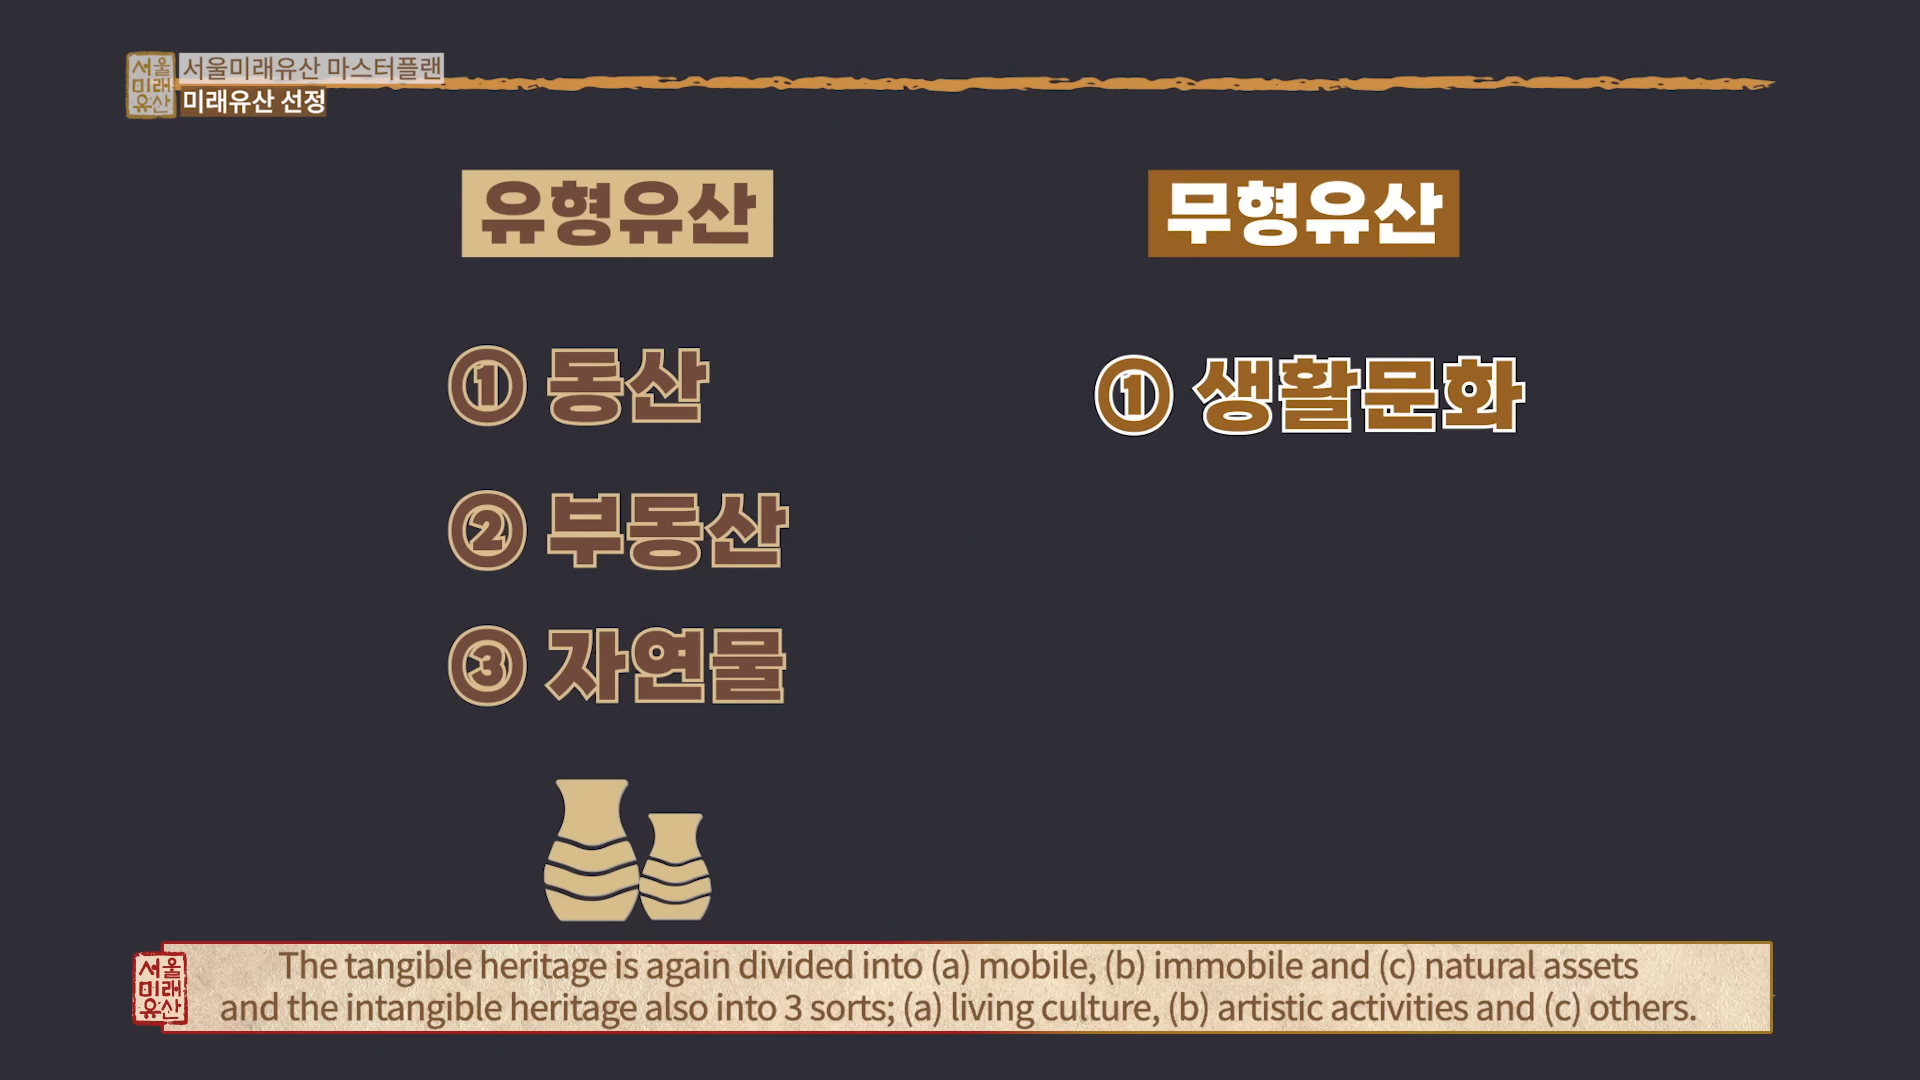 서울
미래
유산
서울미래유산 마스터플랜
미래유산 선정
유형유산
① 동산
② 부동산
③ 자연물
무형유산
① 생활문화
서울
미래
유산
The tangible heritage is again divided into (a) mobile, (b) immobile and (c) natural assets
and the intangible heritage also into 3 sorts; (a) living culture, (b) artistic activities and (c) others.